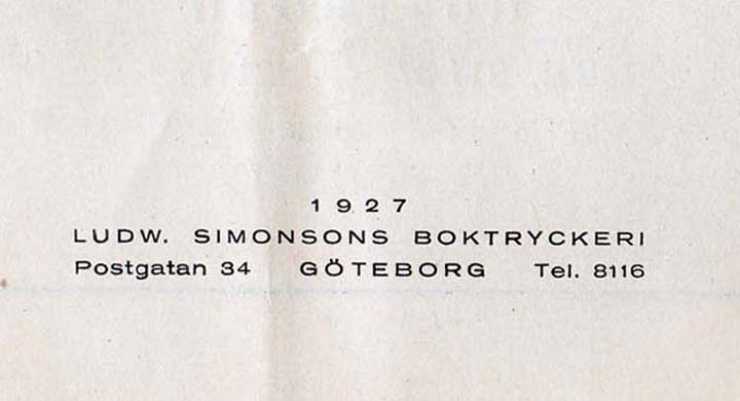 1927
LUDW. SIMONSONS BOKTRYCKERI
Postgatan 34 GÖTEBORG Tel. 8116